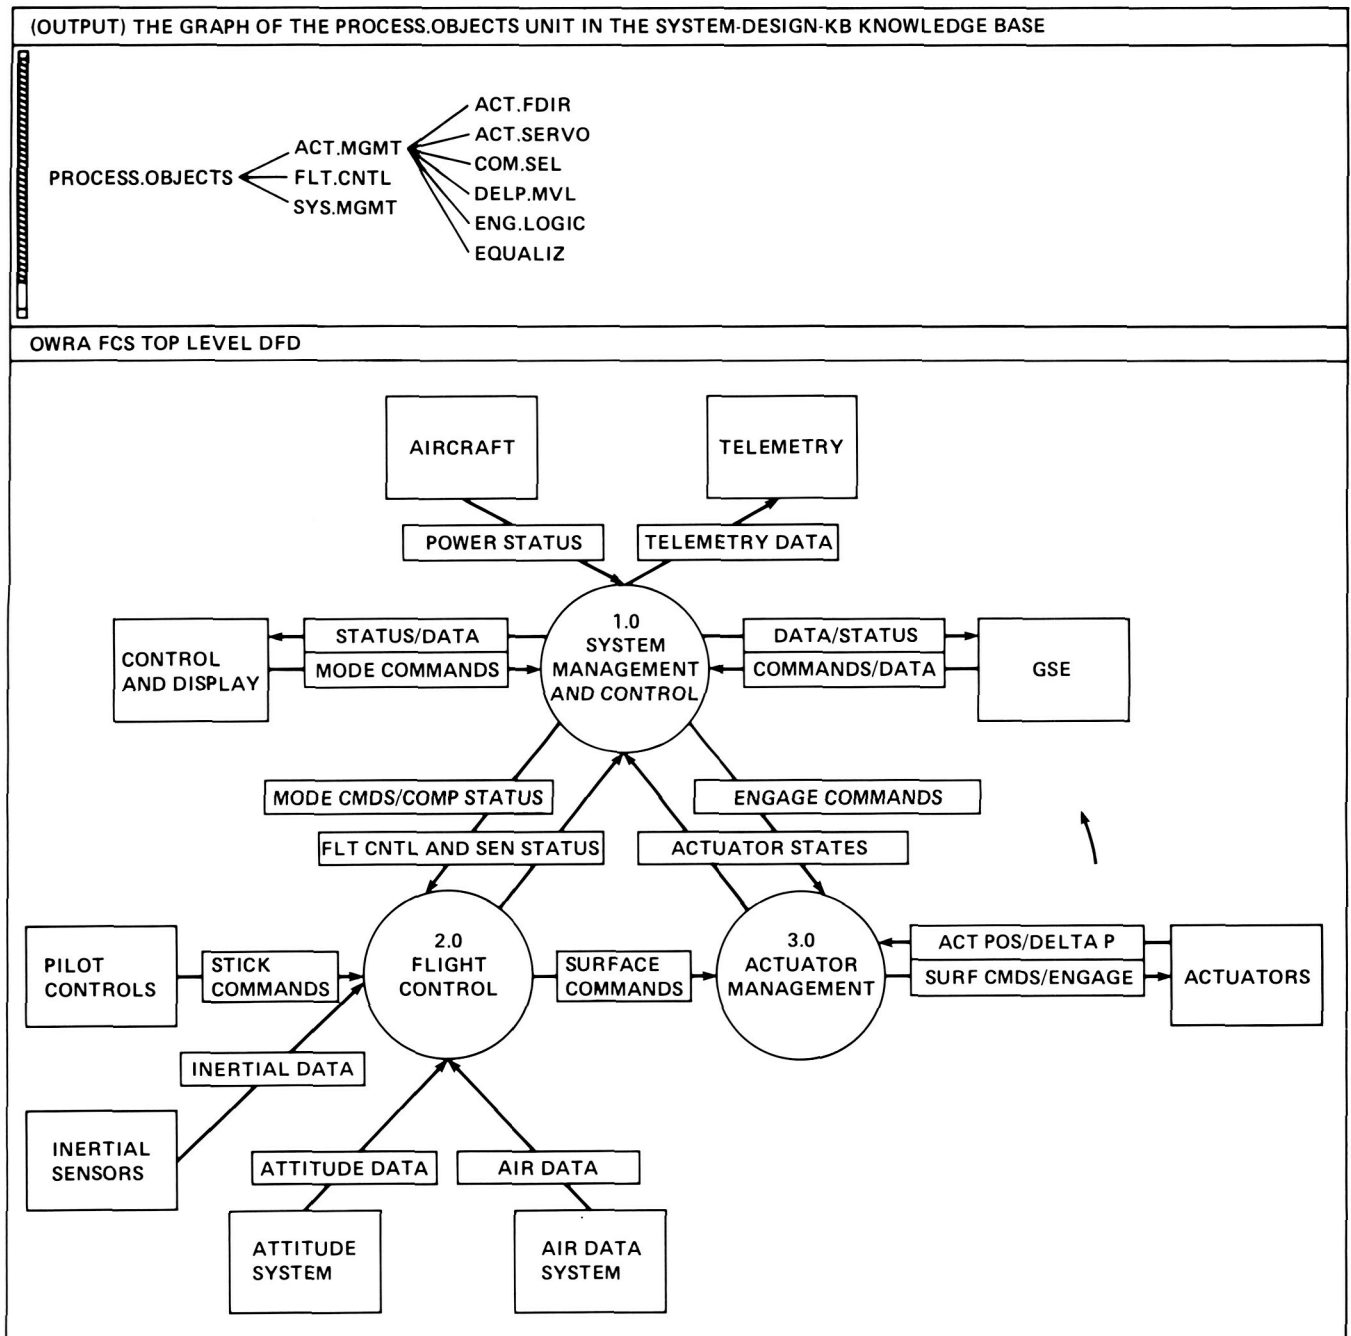 (OUTPUT) THE GRAPH OF THE PROCESS.OBJECTS UNIT IN THE SYSTEM-DESIGN-KB KNOWLEDGE BASE
ACT.FDIR
ACT.SERVO
ACT.MGMT
COM.SEL
PROCESS.OBJECTS
FLT.CNTL
DELP.MVL
SYS.MGMT
ENG.LOGIC
EQUALIZ
OWRA FCS TOP LEVEL DFD
AIRCRAFT
TELEMETRY
POWER STATUS
TELEMETRY DATA
CONTROL
AND DISPLAY
STATUS/DATA
MODE COMMANDS
1.0
SYSTEM
MANAGEMENT
AND CONTROL
DATA/STATUS
COMMANDS/DATA
GSE
MODE CMDS/COMP STATUS
ENGAGE COMMANDS
FLT CNTL AND SEN STATUS
ACTUATOR STATES
PILOT
CONTROLS
STICK
COMMANDS
2.0
FLIGHT
CONTROL
SURFACE
COMMANDS
3.0
ACTUATOR
MANAGEMENT
ACT POS/DELTA P
SURF CMDS/ENGAGE
ACTUATORS
INERTIAL DATA
INERTIAL
SENSORS
ATTITUDE DATA
AIR DATA
ATTITUDE
SYSTEM
AIR DATA
SYSTEM